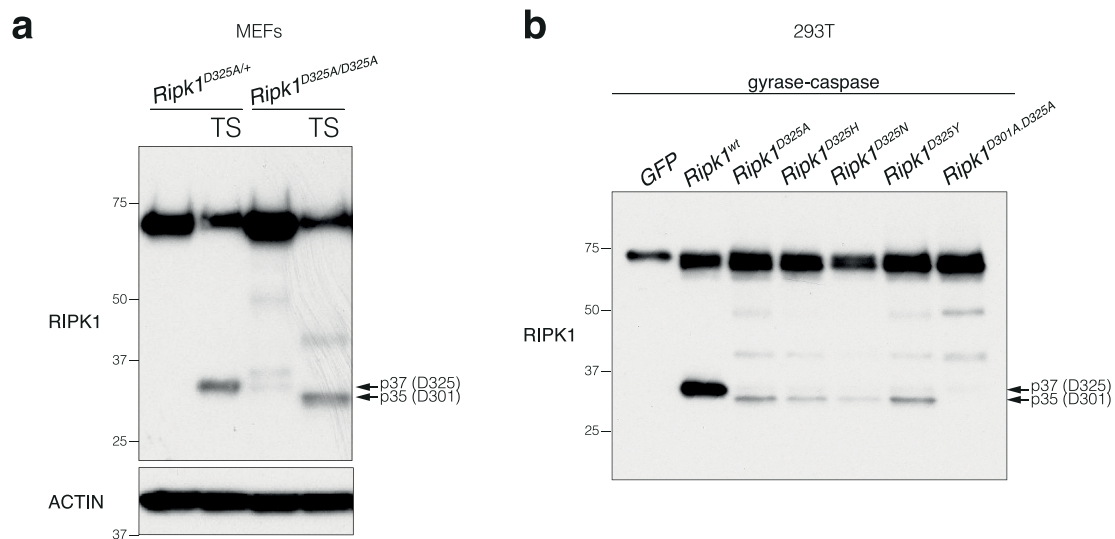 a
MEFs
Ripk1D325A/+
Ripk1D325A/D325A
TS
TS
75
50
RIPK1
37
p37 (D325)
p35 (D301)
25
ACTIN
37
b
293T
gyrase-caspase
GFP
Ripk1wt
Ripk1D325A
Ripk1D325H
Ripk1D325N
Ripk1D325Y
Ripk1D301A.D325A
75
50
RIPK1
37
p37 (D325)
p35 (D301)
25